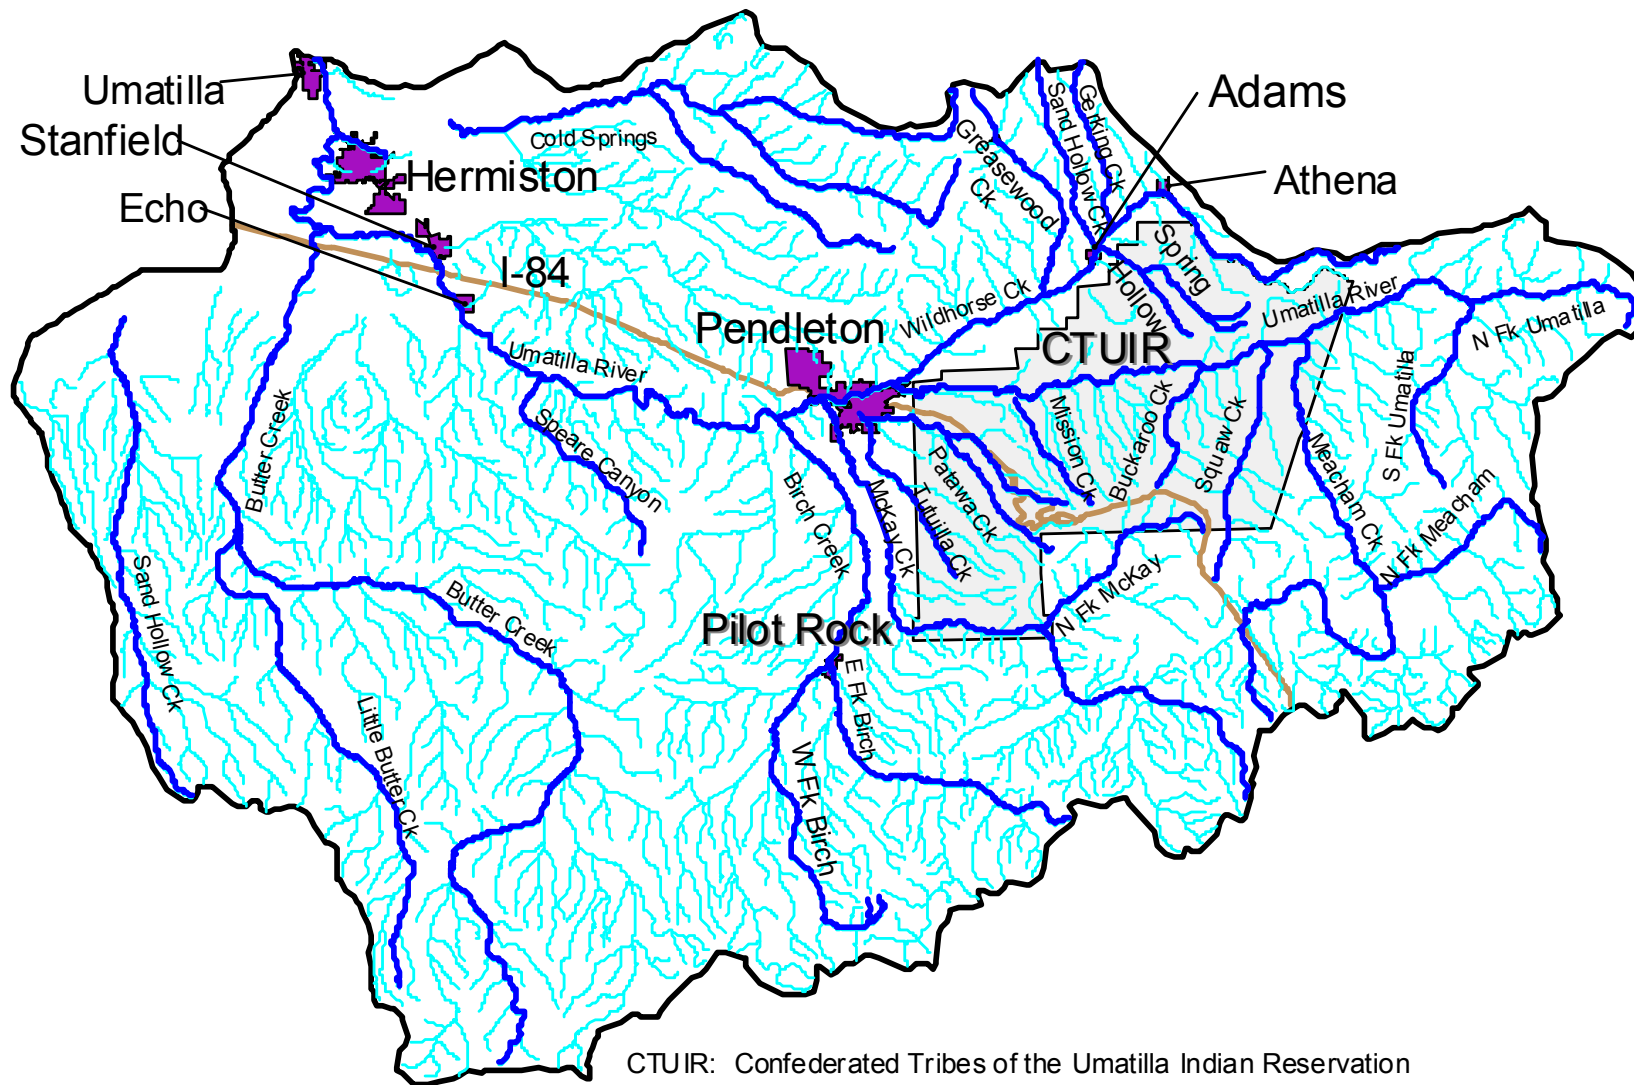 Umatilla
Adams
Stanfield
Cold Springs
Greasewood
Ck
Sand Hollow Ck
Gerking Ck
Athena
Hermiston
Echo
Spring
Hollow
I-84
Wildhorse Ck
Umatilla River
N Fk Umatilla
Pendleton
CTUIR
Umatilla River
S Fk Umatilla
Butter Creek
Speare Canyon
Birch Creek
McKay Ck
Tutuila Ck
Patawa Ck
Mission Ck
Buckaroo Ck
Squaw Ck
Meacham Ck
N Fk Meacham
Sand Hollow Ck
Butter Creek
N Fk McKay
Pilot Rock
E Fk Birch
Little Butter Ck
W Fk Birch
CTUIR: Confederated Tribes of the Umatilla Indian Reservation